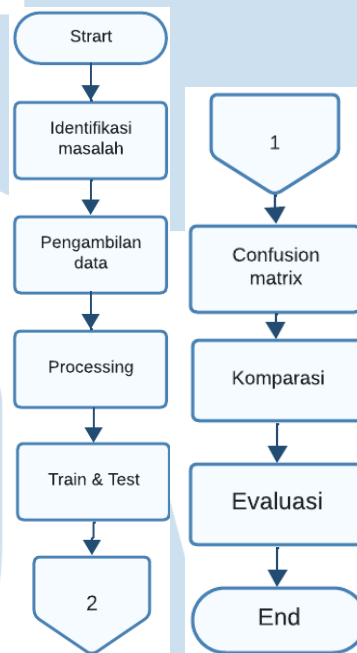 Strart
Identifikasi
masalah
Pengambilan
data
Processing
Train & Test
2
1
Confusion
matrix
Komparasi
Evaluasi
End